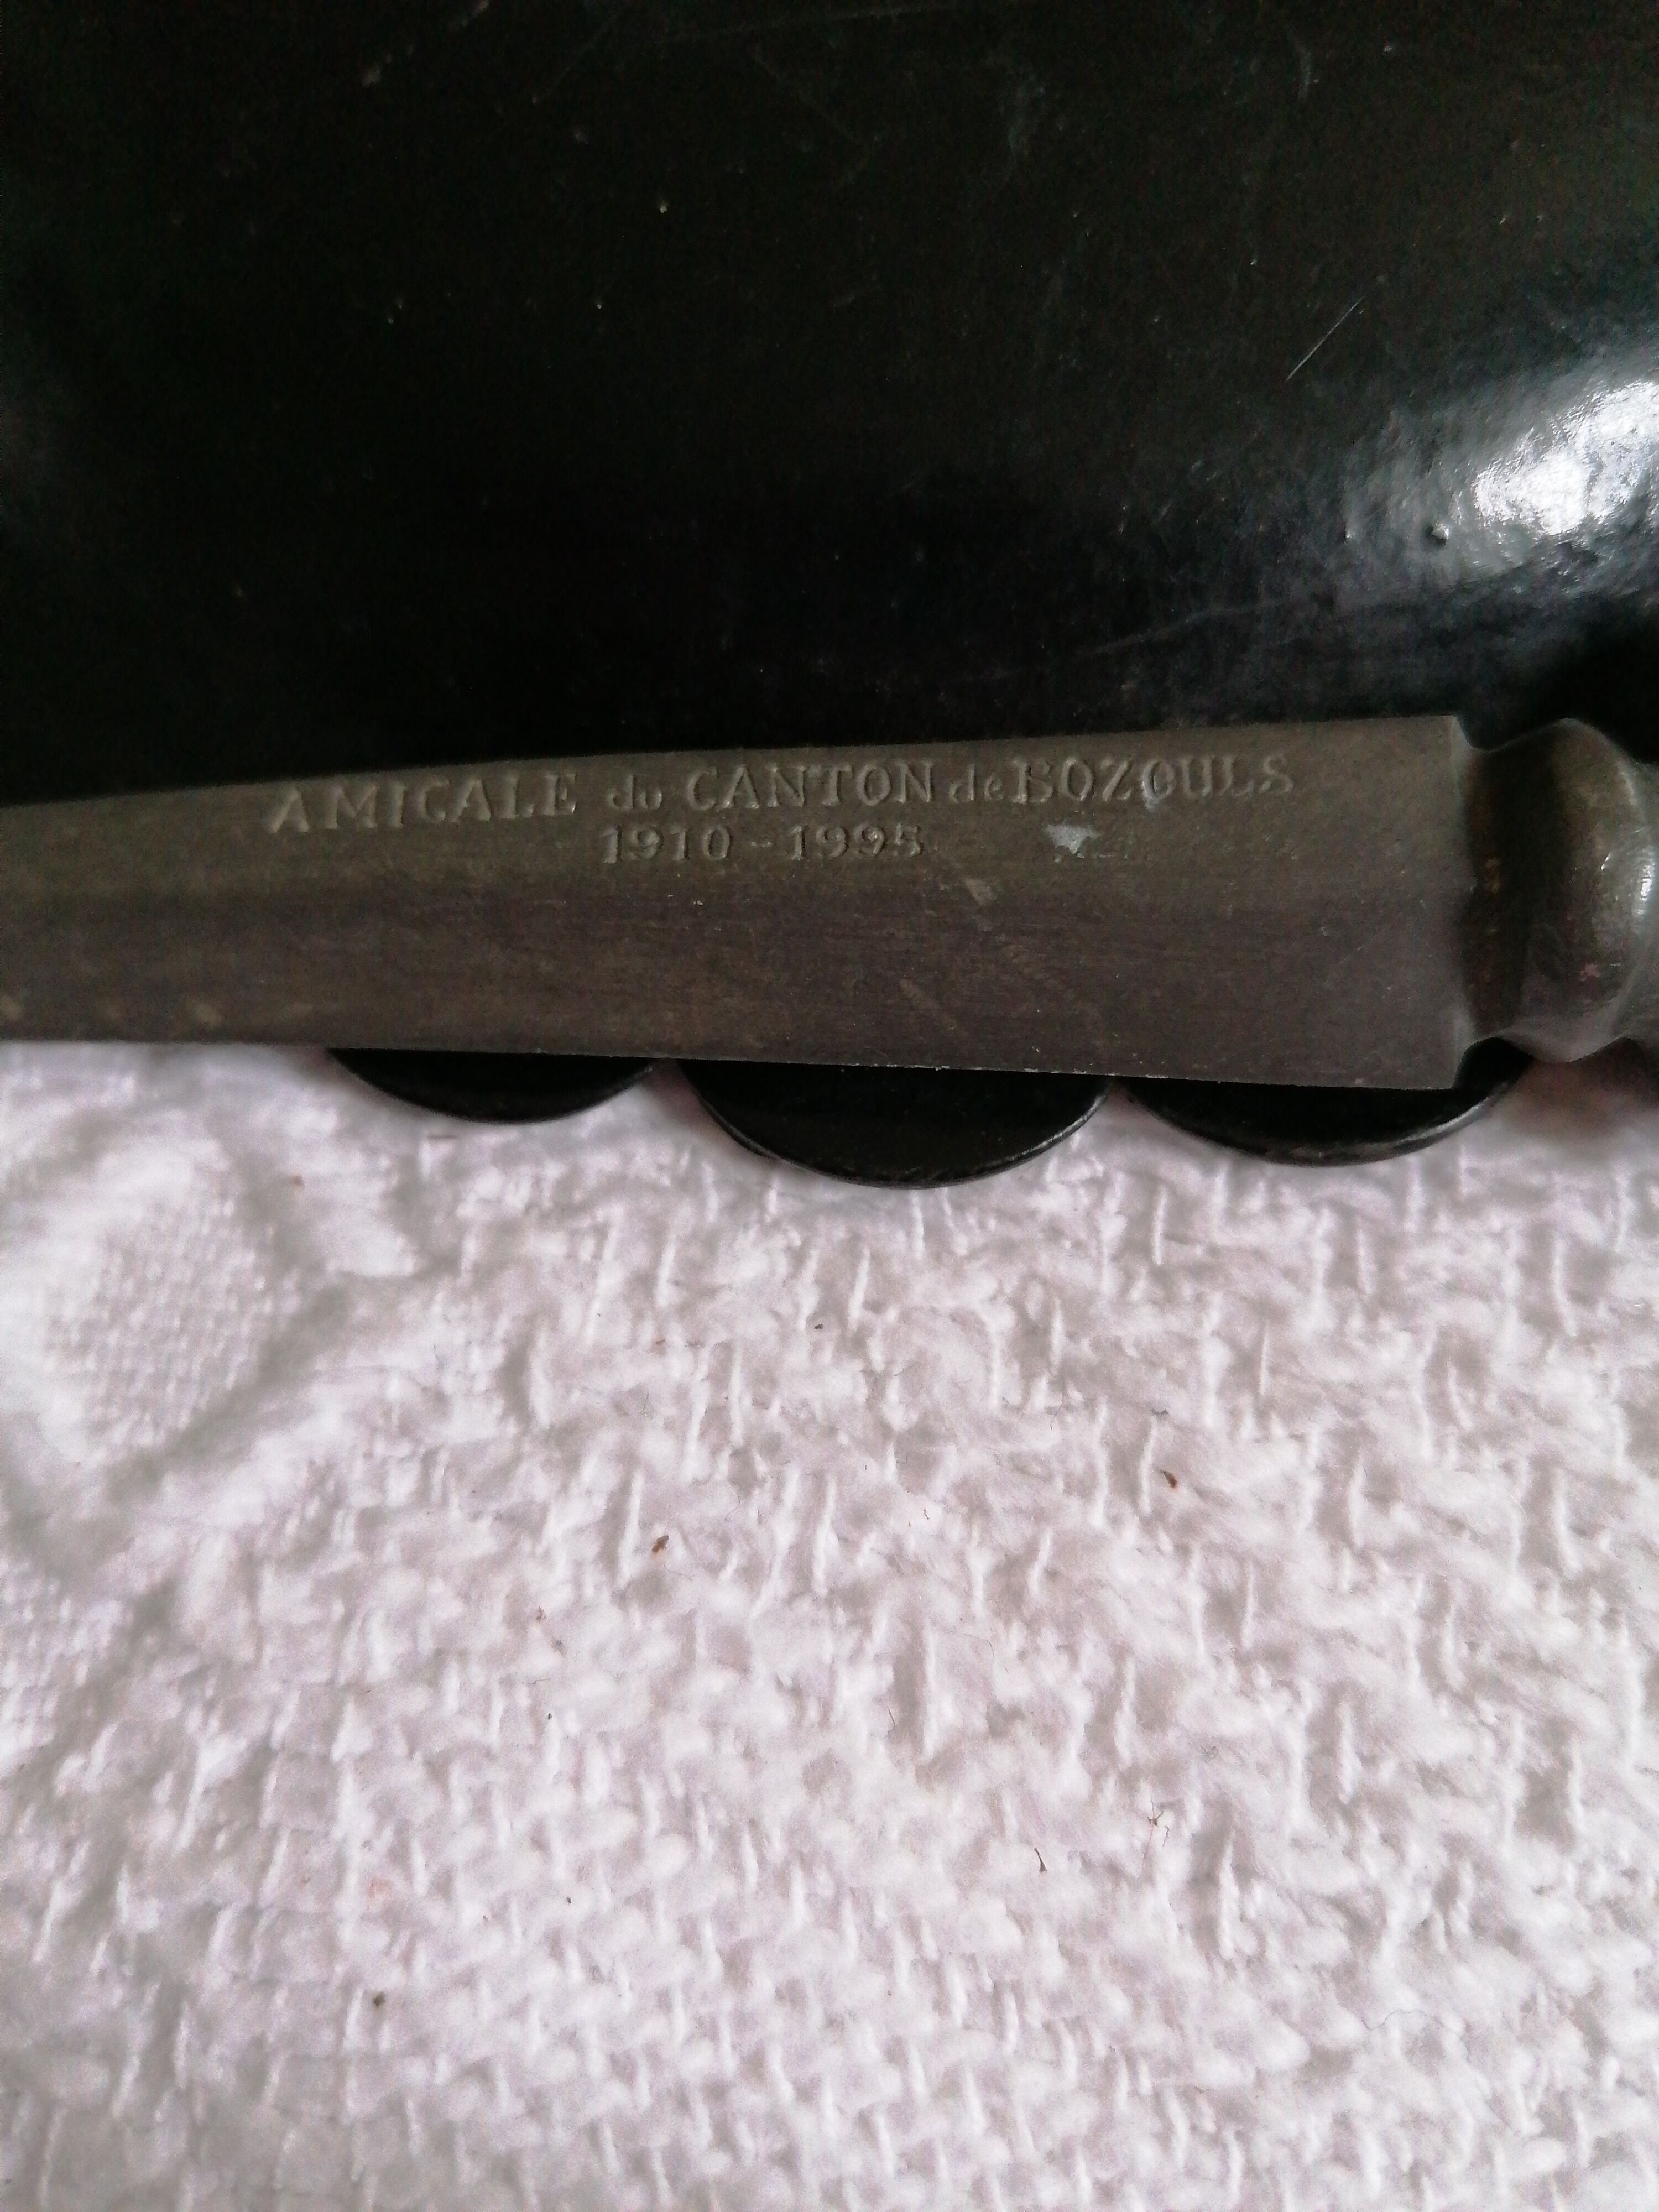 AMICALE du CANTON de BOZOULS
1910-1995